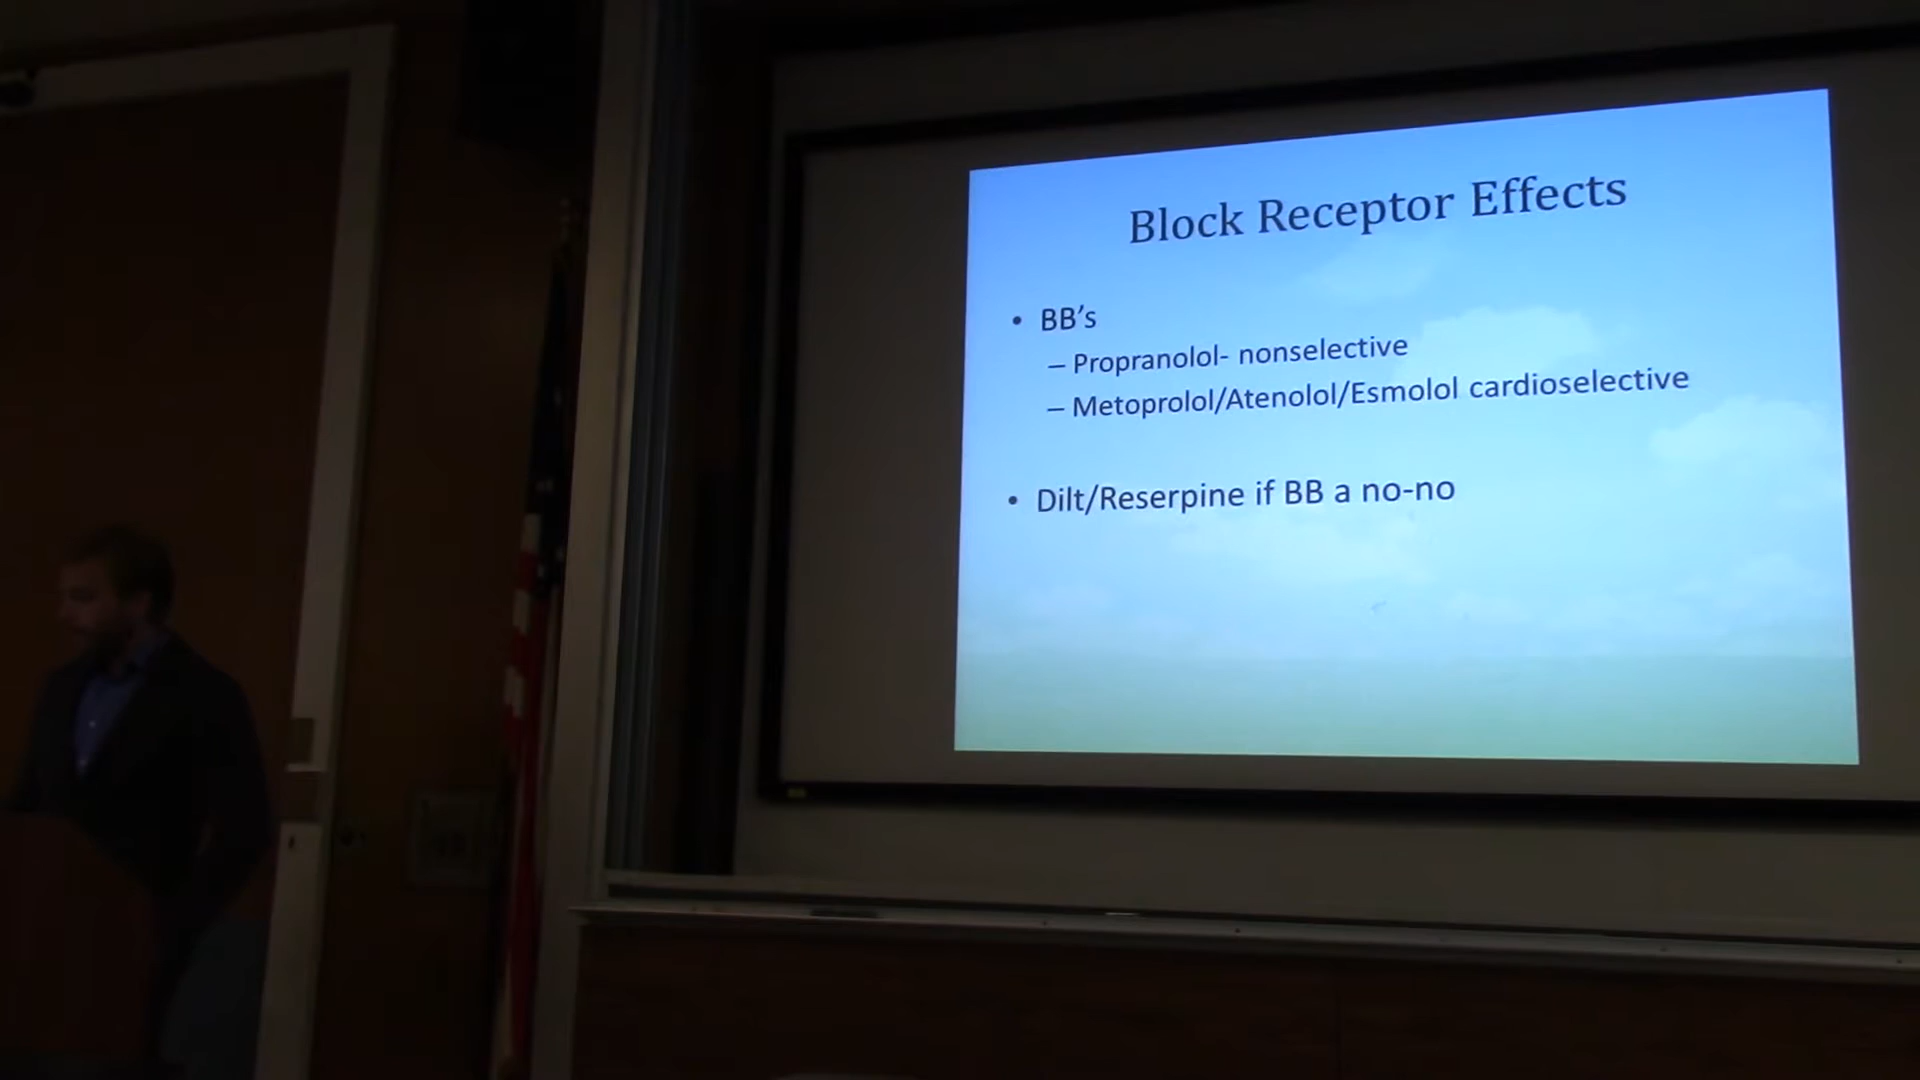 Block Receptor Effects
• BB's
– Propranolol- nonselective
– Metoprolol/Atenolol/Esmolol cardioselective
• Dilt/Reserpine if BB a no-no